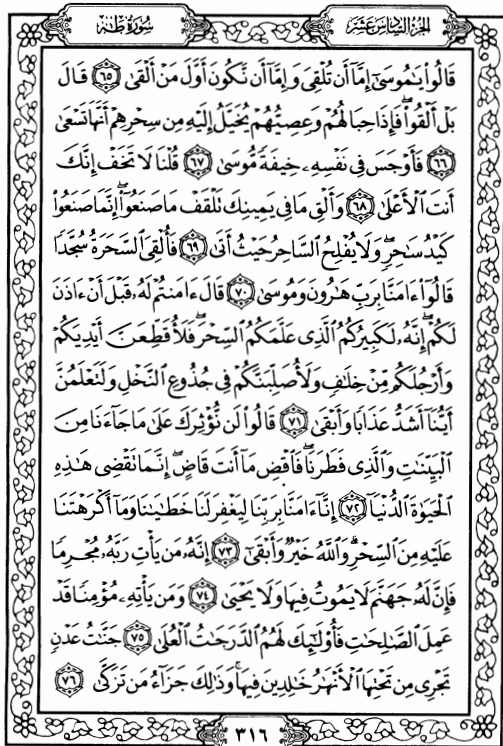 الجزء السادس عشر
سورة طه
قَالُوا۟ يَـٰمُوسَىٰٓ إِمَّآ أَن تُلْقِىَ وَإِمَّآ أَن نَّكُونَ أَوَّلَ مَنْ أَلْقَىٰ ٦٥ قَالَ
بَلْ أَلْقُوا۟ۖ فَإِذَا حِبَالُهُمْ وَعِصِيُّهُمْ يُخَيَّلُ إِلَيْهِ مِن سِحْرِهِمْ أَنَّهَا تَسْعَىٰ
٦٦ فَأَوْجَسَ فِى نَفْسِهِۦ خِيفَةً مُّوسَىٰ ٦٧ قُلْنَا لَا تَخَفْ إِنَّكَ
أَنتَ ٱلْأَعْلَىٰ ٦٨ وَأَلْقِ مَا فِى يَمِينِكَ تَلْقَفْ مَا صَنَعُوٓا۟ۖ إِنَّمَا صَنَعُوا۟
كَيْدُ سَـٰحِرٍۖ وَلَا يُفْلِحُ ٱلسَّاحِرُ حَيْثُ أَتَىٰ ٦٩ فَأُلْقِىَ ٱلسَّحَرَةُ سُجَّدًا
قَالُوٓا۟ ءَامَنَّا بِرَبِّ هَـٰرُونَ وَمُوسَىٰ ٧٠ قَالَ ءَامَنتُمْ لَهُۥ قَبْلَ أَنْ ءَاذَنَ
لَكُمْۖ إِنَّهُۥ لَكَبِيرُكُمُ ٱلَّذِى عَلَّمَكُمُ ٱلسِّحْرَۖ فَلَأُقَطِّعَنَّ أَيْدِيَكُمْ
وَأَرْجُلَكُم مِّنْ خِلَـٰفٍ وَلَأُصَلِّبَنَّكُمْ فِى جُذُوعِ ٱلنَّخْلِ وَلَتَعْلَمُنَّ
أَيُّنَآ أَشَدُّ عَذَابًا وَأَبْقَىٰ ٧١ قَالُوا۟ لَن نُّؤْثِرَكَ عَلَىٰ مَا جَآءَنَا مِنَ
ٱلْبَيِّنَـٰتِ وَٱلَّذِى فَطَرَنَاۖ فَٱقْضِ مَآ أَنتَ قَاضٍۖ إِنَّمَا تَقْضِى هَـٰذِهِ
ٱلْحَيَوٰةَ ٱلدُّنْيَآ ٧٢ إِنَّآ ءَامَنَّا بِرَبِّنَا لِيَغْفِرَ لَنَا خَطَـٰيَـٰنَا وَمَآ أَكْرَهْتَنَا
عَلَيْهِ مِنَ ٱلسِّحْرِۗ وَٱللَّهُ خَيْرٌ وَأَبْقَىٰٓ ٧٣ إِنَّهُۥ مَن يَأْتِ رَبَّهُۥ مُجْرِمًا
فَإِنَّ لَهُۥ جَهَنَّمَ لَا يَمُوتُ فِيهَا وَلَا يَحْيَىٰ ٧٤ وَمَن يَأْتِهِۦ مُؤْمِنًا قَدْ
عَمِلَ ٱلصَّـٰلِحَـٰتِ فَأُو۟لَـٰٓئِكَ لَهُمُ ٱلدَّرَجَـٰتُ ٱلْعُلَىٰ ٧٥ جَنَّـٰتُ عَدْنٍ
تَجْرِى مِن تَحْتِهَا ٱلْأَنْهَـٰرُ خَـٰلِدِينَ فِيهَاۚ وَذَٰلِكَ جَزَآءُ مَن تَزَكَّىٰ ٧٦
٣١٦